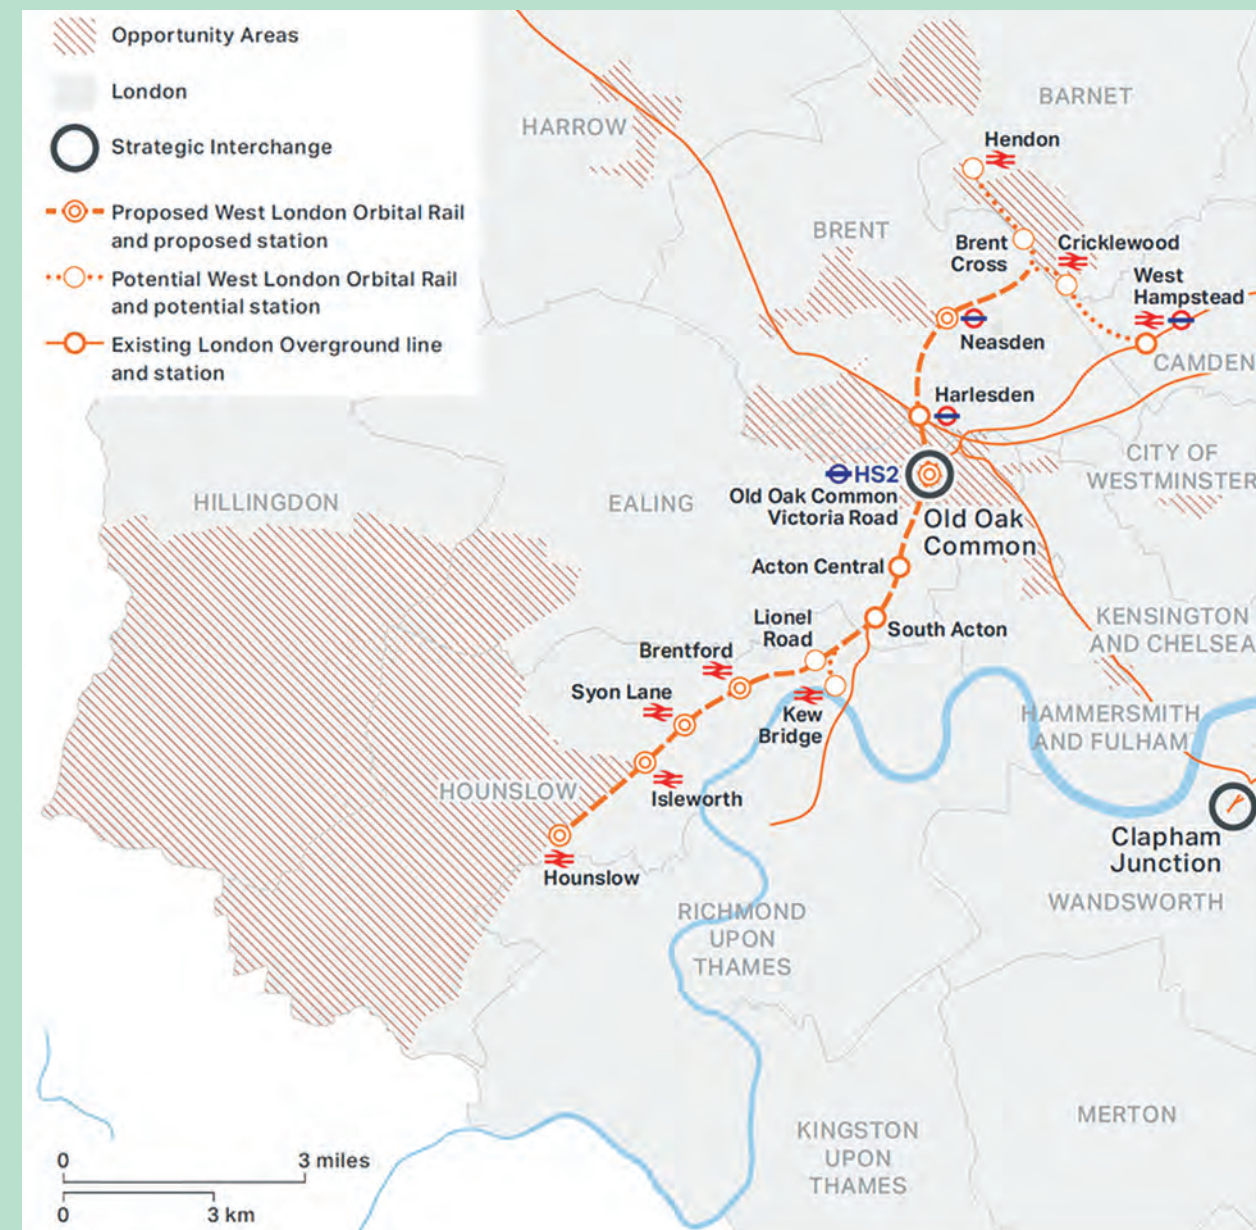 Opportunity Areas
London
Strategic Interchange
Proposed West London Orbital Rail
and proposed station
Potential West London Orbital Rail
and potential station
Existing London Overground line
and station
HARROW
BARNET
Hendon
BRENT
Brent
Cross
Cricklewood
West
Hampstead
Neasden
CAMDEN
Harlesden
CITY OF
WESTMINSTER
HILLINGDON
EALING
HS2
Old Oak Common
Victoria Road
Old Oak
Common
Acton Central
Lionel
Road
South Acton
KENSINGTON
AND CHELSEA
Brentford
Syon Lane
Kew
Bridge
HAMMERSMITH
AND FULHAM
HOUNSLOW
Isleworth
Clapham
Junction
Hounslow
WANDSWORTH
RICHMOND
UPON
THAMES
MERTON
KINGSTON
UPON
THAMES
0 3 miles
0 3 km